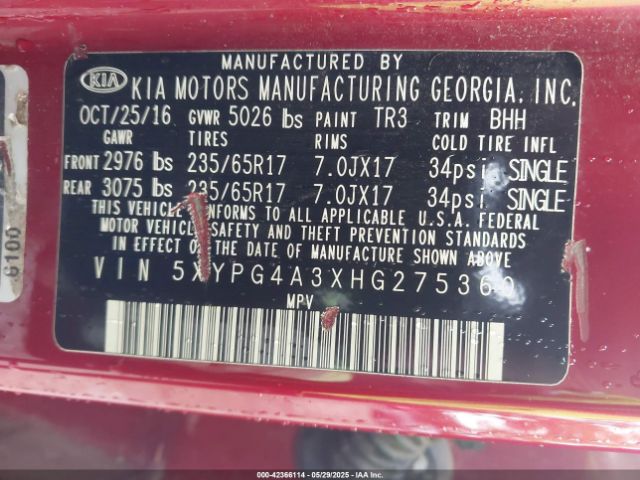 MANUFACTURED BY
KIA KIA MOTORS MANUFACTURING GEORGIA, INC.
OCT/25/16 GVWR 5026 lbs PAINT TR3 TRIM BHH
GAWR TIRES RIMS COLD TIRE INFL
FRONT 2976 lbs 235/65R17 7.0JX17 34psi, SINGLE
REAR 3075 lbs 235/65R17 7.0JX17 34psi, SINGLE
THIS VEHICLE CONFORMS TO ALL APPLICABLE U.S.A. FEDERAL
MOTOR VEHICLE SAFETY AND THEFT PREVENTION STANDARDS
IN EFFECT ON THE DATE OF MANUFACTURE SHOWN ABOVE
VIN 5XYPG4A3XHG275360
MPV
G100
000-42366114 - 05/29/2025 - IAA, Inc.